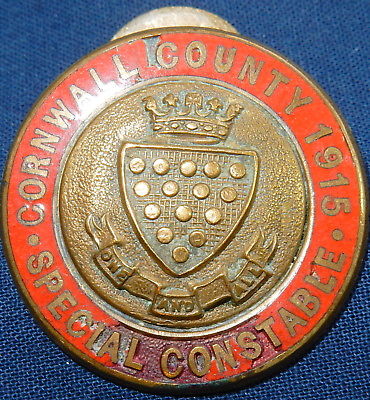 CORNWALL COUNTY 1915
· SPECIAL CONSTABLE ·
ONE AND ALL